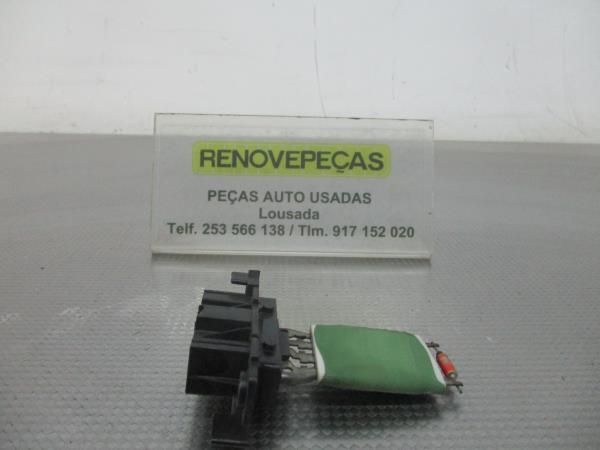 RENOVEPEÇAS
PEÇAS AUTO USADAS
Lousada
Telf. 253 566 138 / Tlm. 917 152 020